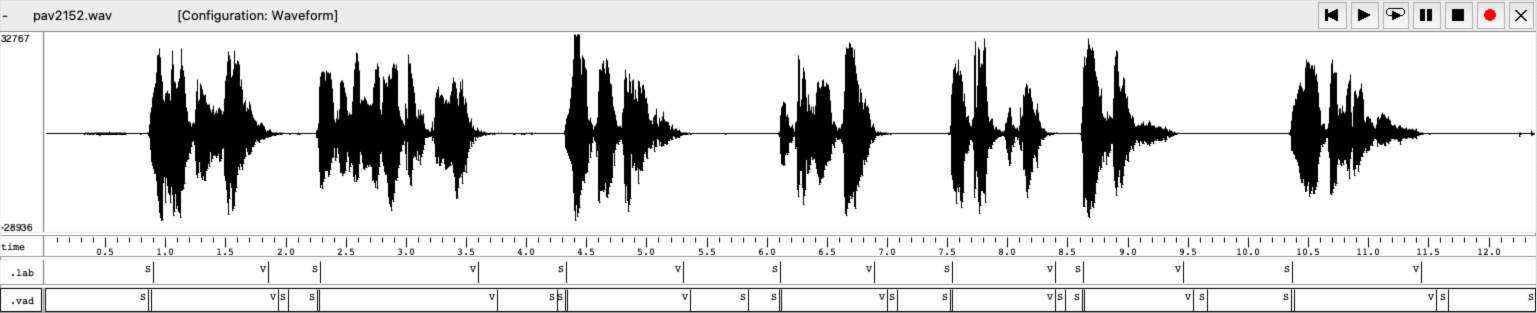 - pav2152.wav [Configuration: Waveform]
32767
-28936
time 0.5 1.0 1.5 2.0 2.5 3.0 3.5 4.0 4.5 5.0 5.5 6.0 6.5 7.0 7.5 8.0 8.5 9.0 9.5 10.0 10.5 11.0 11.5 12.0
.lab S V S V S V S V S V S V S V
.vad S V S S V S S V S S V S S V S S V S S V S S